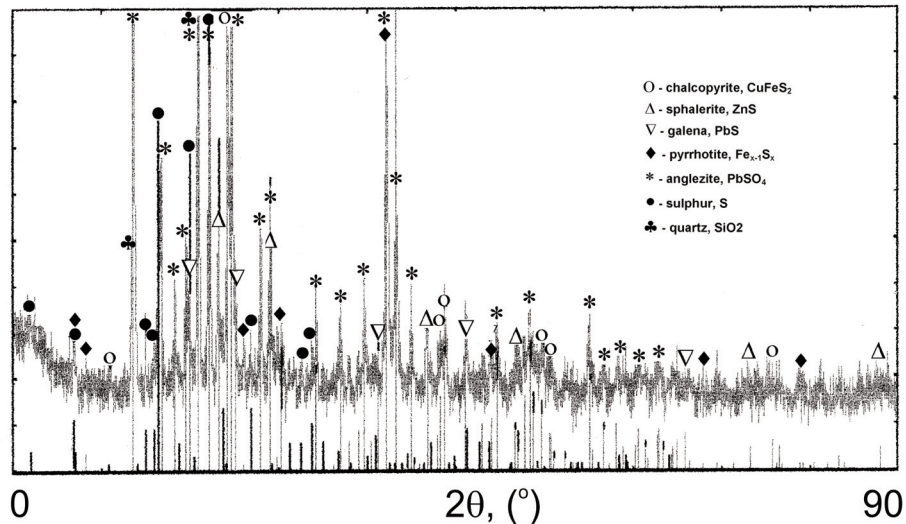 O - chalcopyrite, CuFeS₂
Δ - sphalerite, ZnS
∇ - galena, PbS
♦ - pyrrhotite, Feₓ₋₁Sₓ
* - anglezite, PbSO₄
● - sulphur, S
♣ - quartz, SiO2
0 2θ, (°) 90